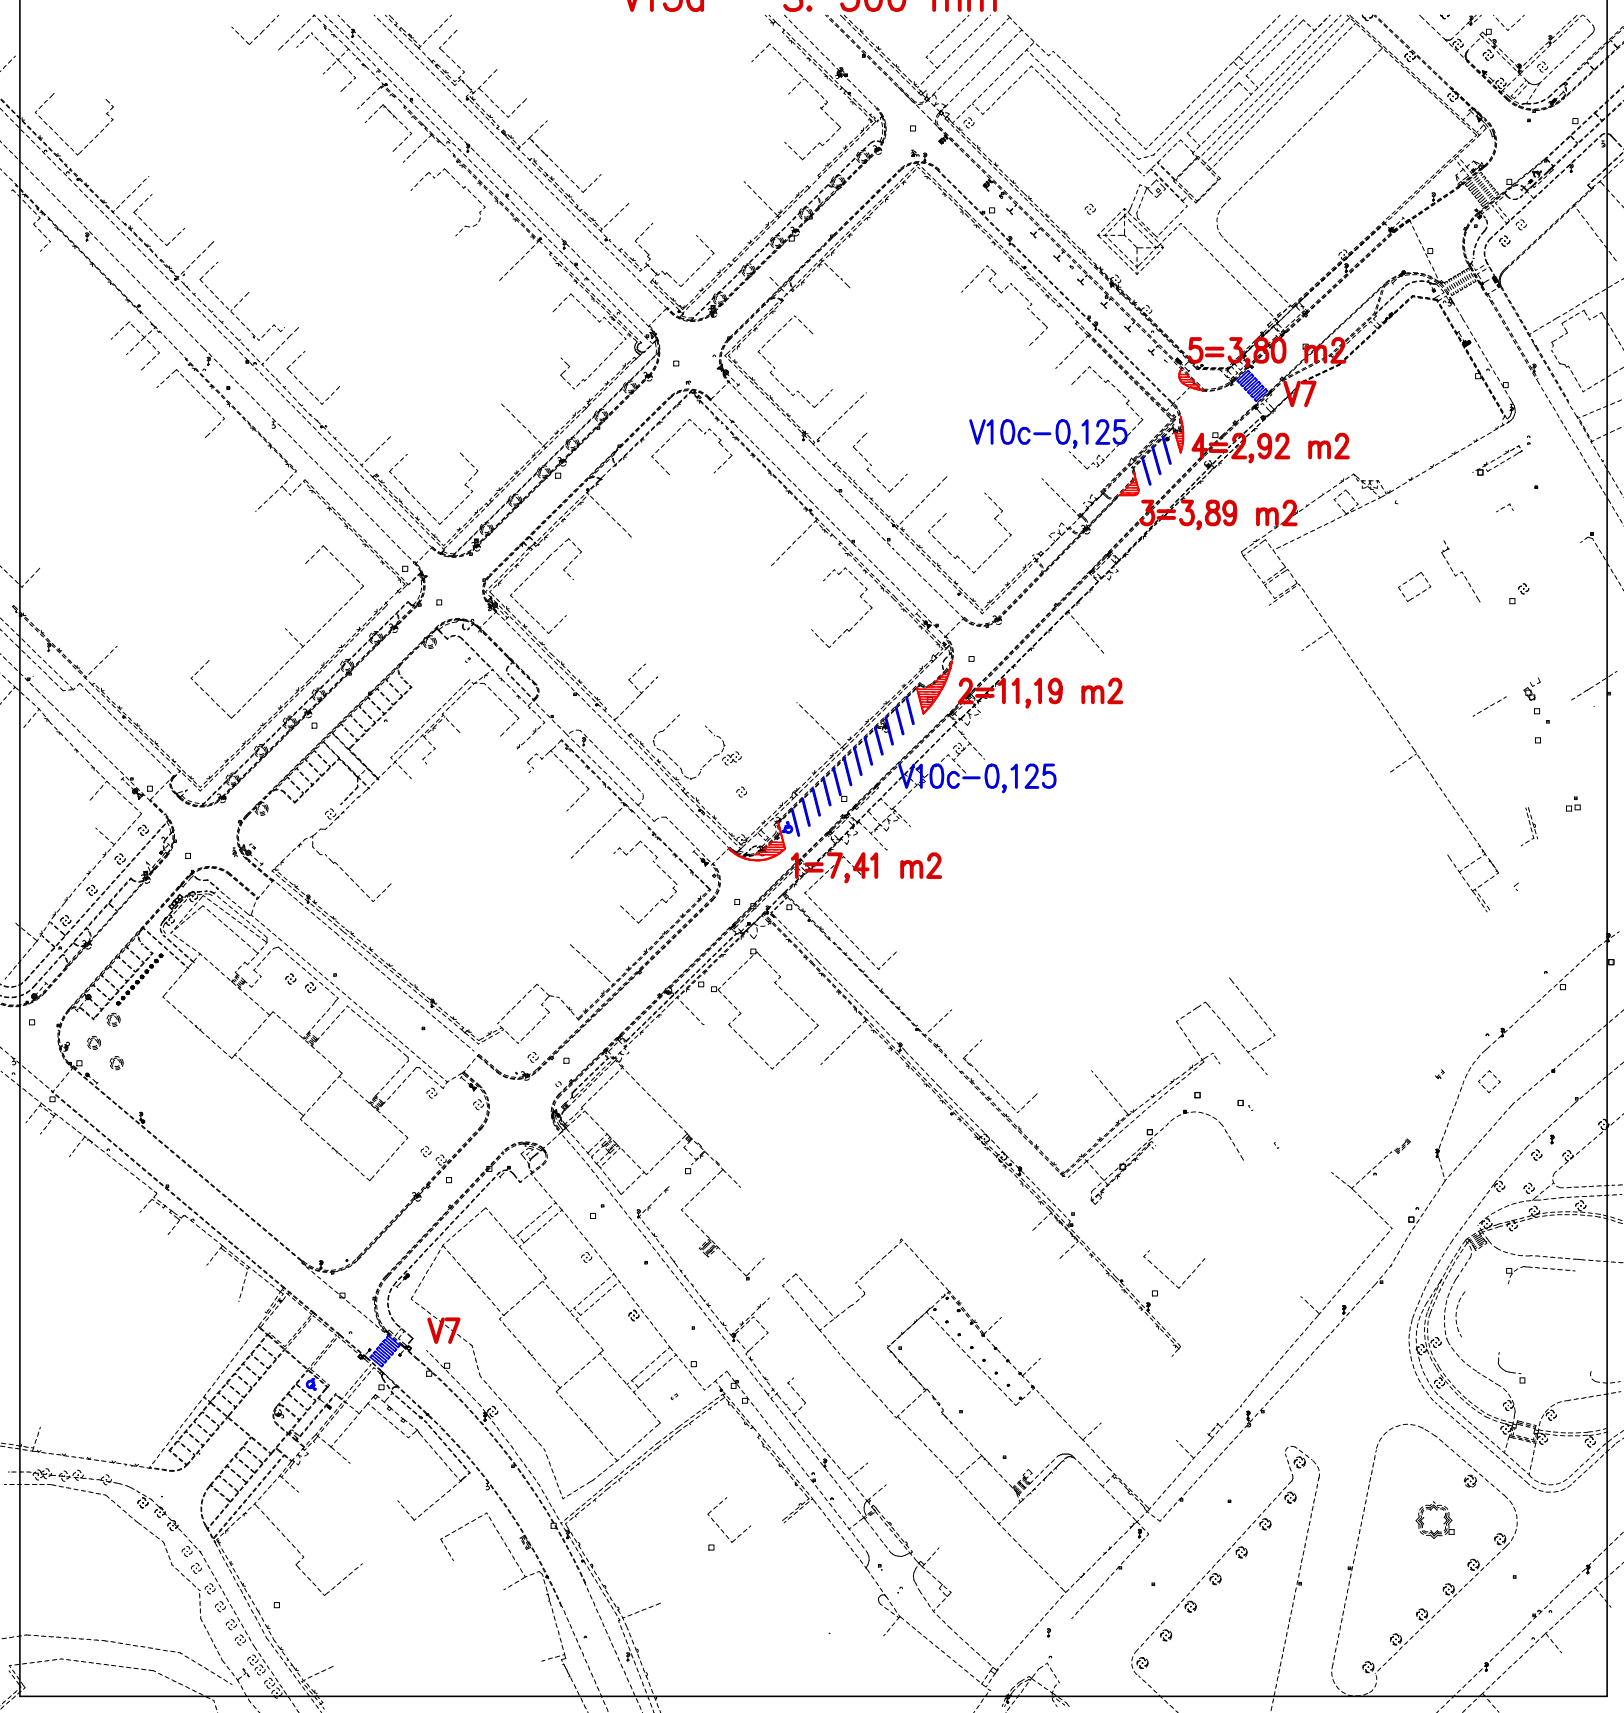 5=3,80 m2
V7
V10c-0,125
4=2,92 m2
3=3,89 m2
2=11,19 m2
V10c-0,125
1=7,41 m2
V7